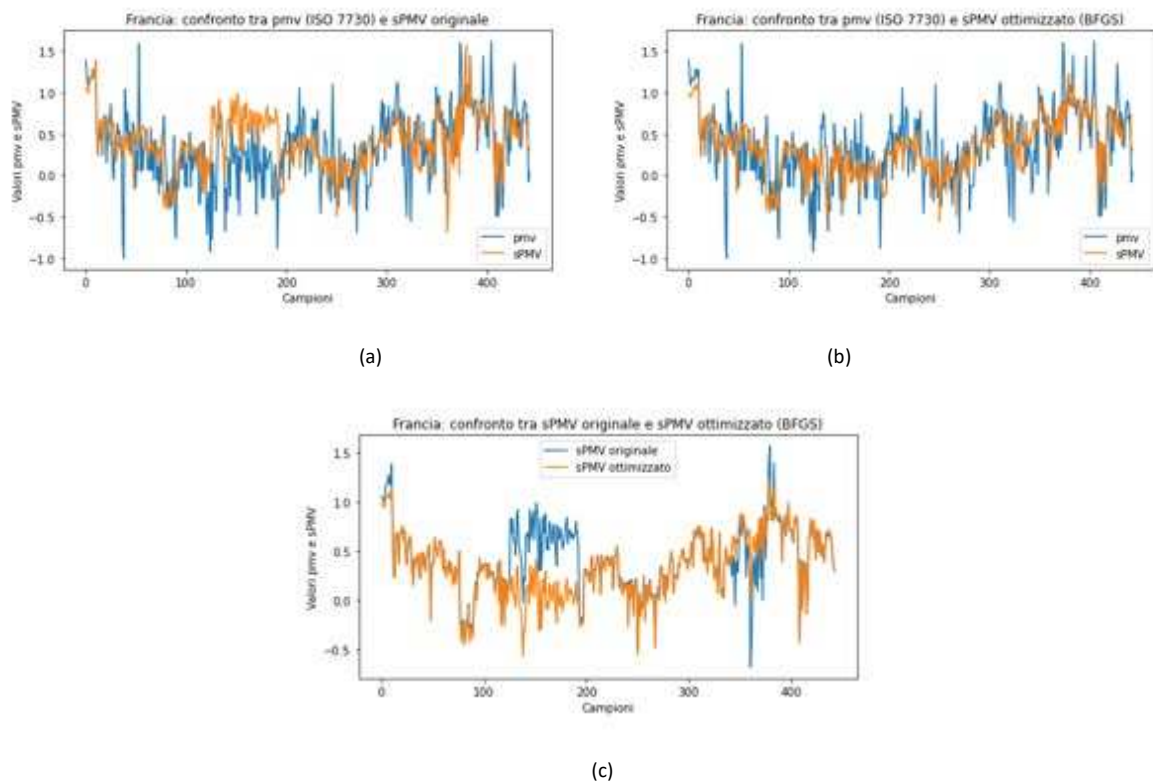 Francia: confronto tra pmv (ISO 7730) e sPMV originale
Valori pmv e sPMV
1.5
1.0
0.5
0.0
−0.5
−1.0
pmv
sPMV
0 100 200 300 400
Campioni
(a)
Francia: confronto tra pmv (ISO 7730) e sPMV ottimizzato (BFGS)
Valori pmv e sPMV
1.5
1.0
0.5
0.0
−0.5
−1.0
pmv
sPMV
0 100 200 300 400
Campioni
(b)
Francia: confronto tra sPMV originale e sPMV ottimizzato (BFGS)
Valori pmv e sPMV
sPMV originale
sPMV ottimizzato
1.5
1.0
0.5
0.0
−0.5
0 100 200 300 400
Campioni
(c)